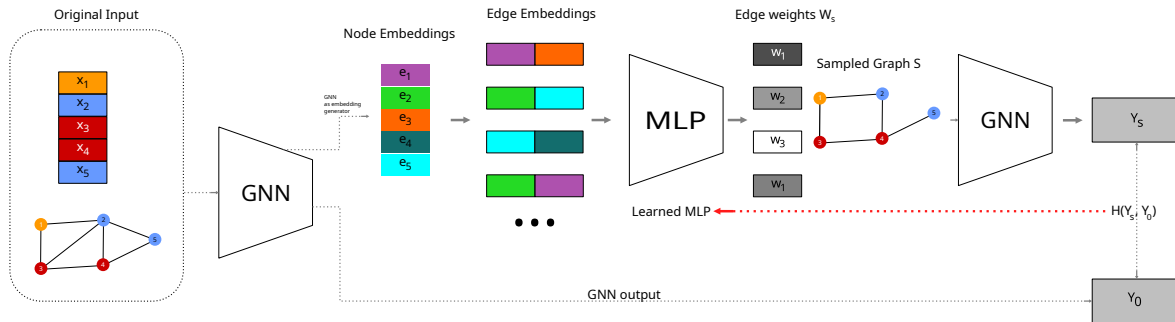 Original Input
x1
x2
x3
x4
x5
1
2
3
4
5
GNN
GNN
as embedding
generator
Node Embeddings
e1
e2
e3
e4
e5
Edge Embeddings
•••
MLP
Learned MLP
Edge weights Ws
w1
w2
w3
w1
Sampled Graph S
1
2
3
4
5
GNN
Ys
H(Ys, Y0)
GNN output
Y0